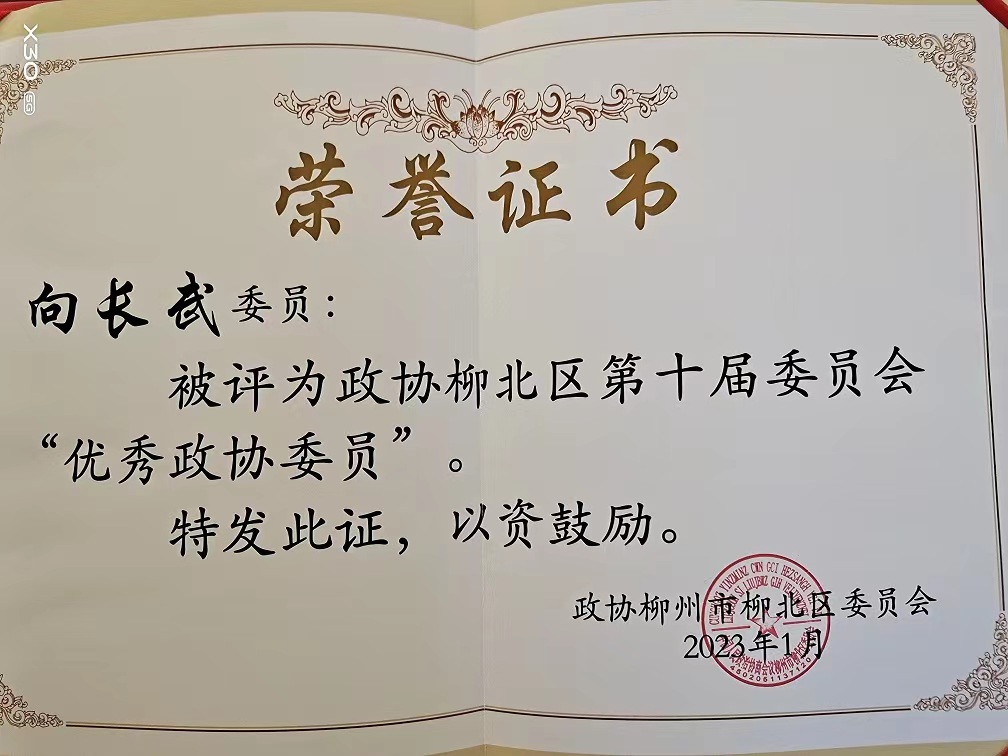 X30 5G
荣誉证书
向长武委员：
被评为政协柳北区第十届委员会
“优秀政协委员”。
特发此证，以资鼓励。
政协柳州市柳北区委员会
2023年1月